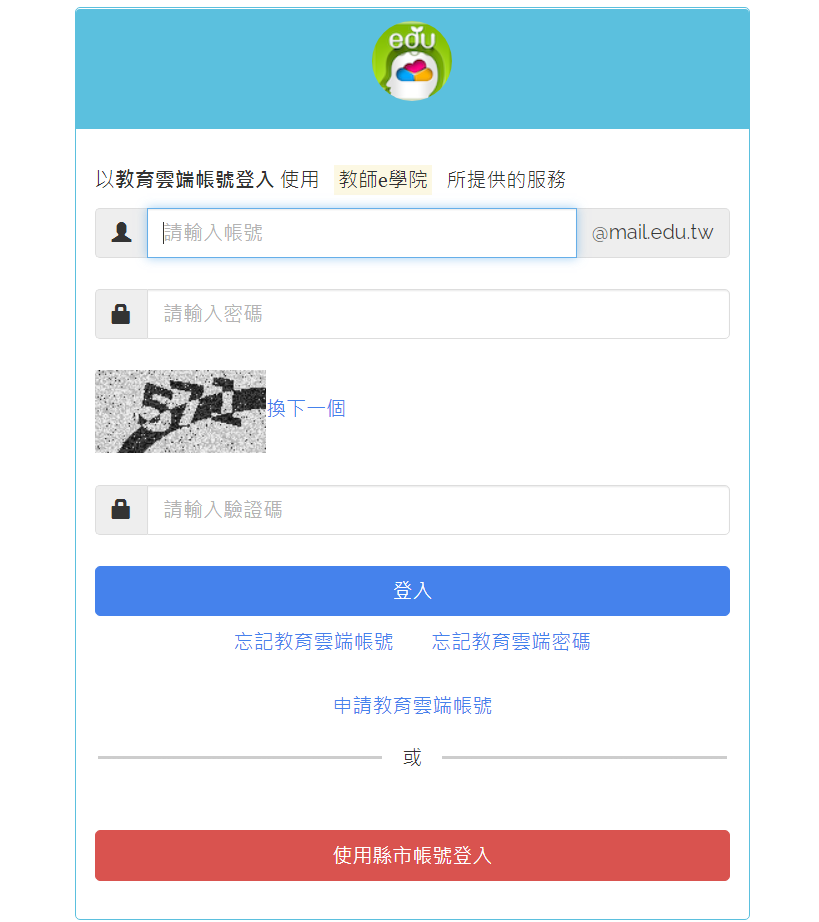 edu
以教育雲端帳號登入 使用 教師e學院 所提供的服務
請輸入帳號 @mail.edu.tw
請輸入密碼
換下一個
請輸入驗證碼
登入
忘記教育雲端帳號 忘記教育雲端密碼
申請教育雲端帳號
或
使用縣市帳號登入